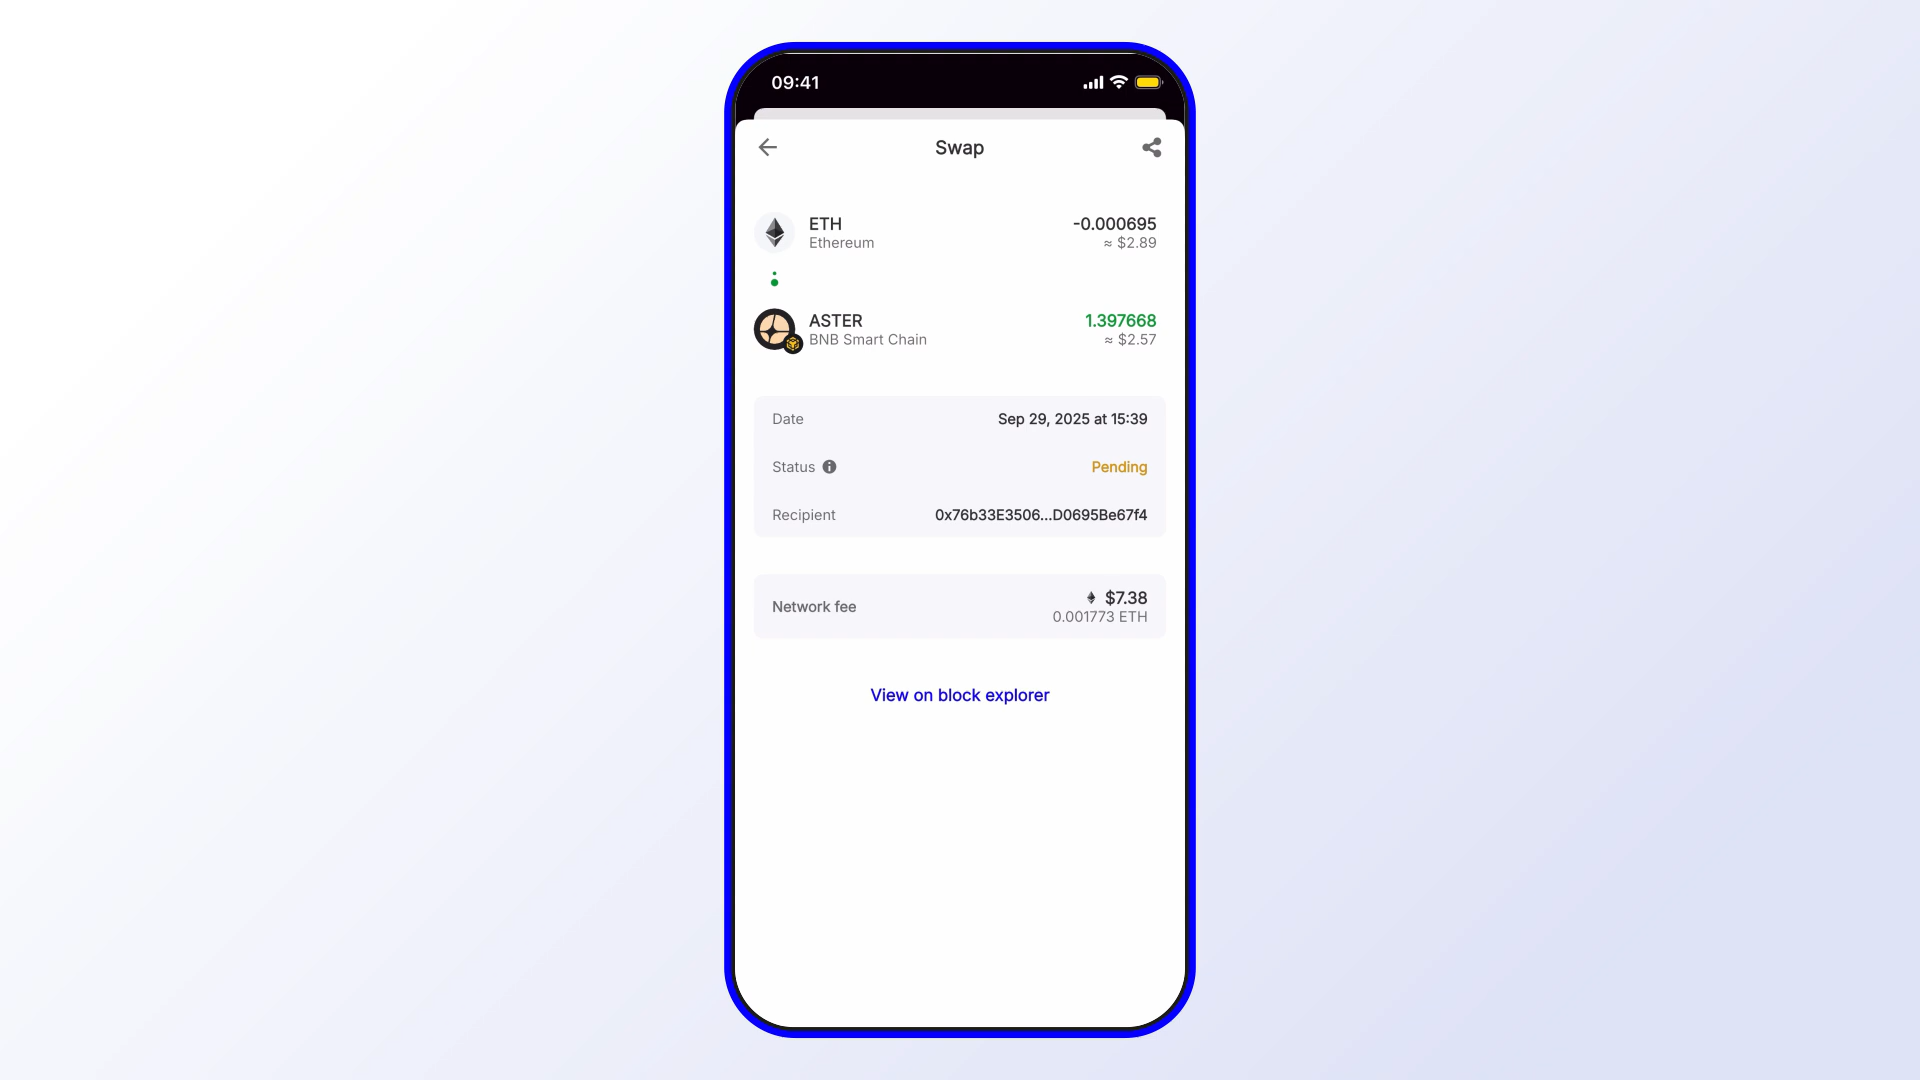 09:41
Swap
ETH -0.000695
Ethereum ≈ $2.89
ASTER 1.397668
BNB Smart Chain ≈ $2.57
Date Sep 29, 2025 at 15:39
Status Pending
Recipient 0x76b33E3506...D0695Be67f4
Network fee $7.38
0.001773 ETH
View on block explorer